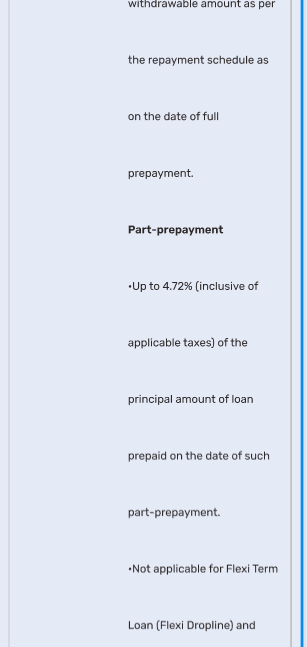 withdrawable amount as per
the repayment schedule as
on the date of full
prepayment.
Part-prepayment
•Up to 4.72% (inclusive of
applicable taxes) of the
principal amount of loan
prepaid on the date of such
part-prepayment.
•Not applicable for Flexi Term
Loan (Flexi Dropline) and